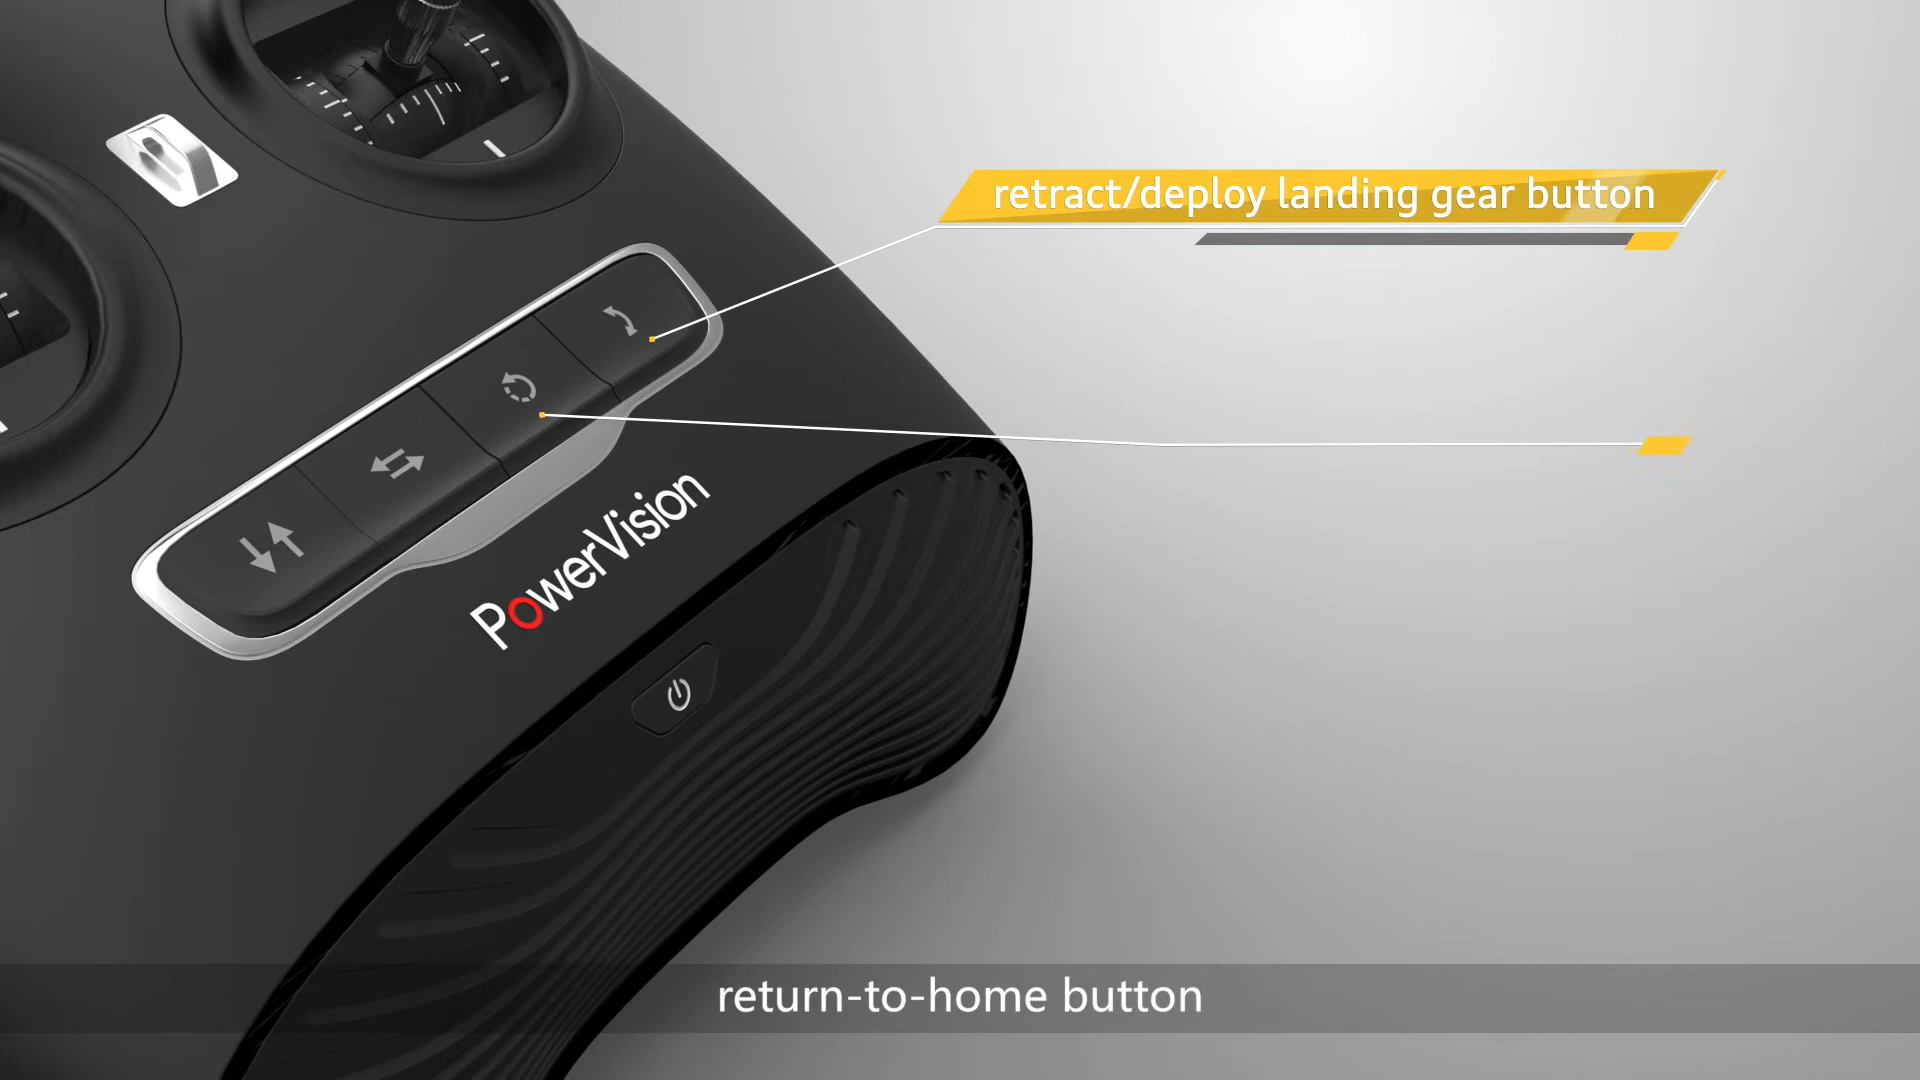 retract/deploy landing gear button
PowerVision
return-to-home button